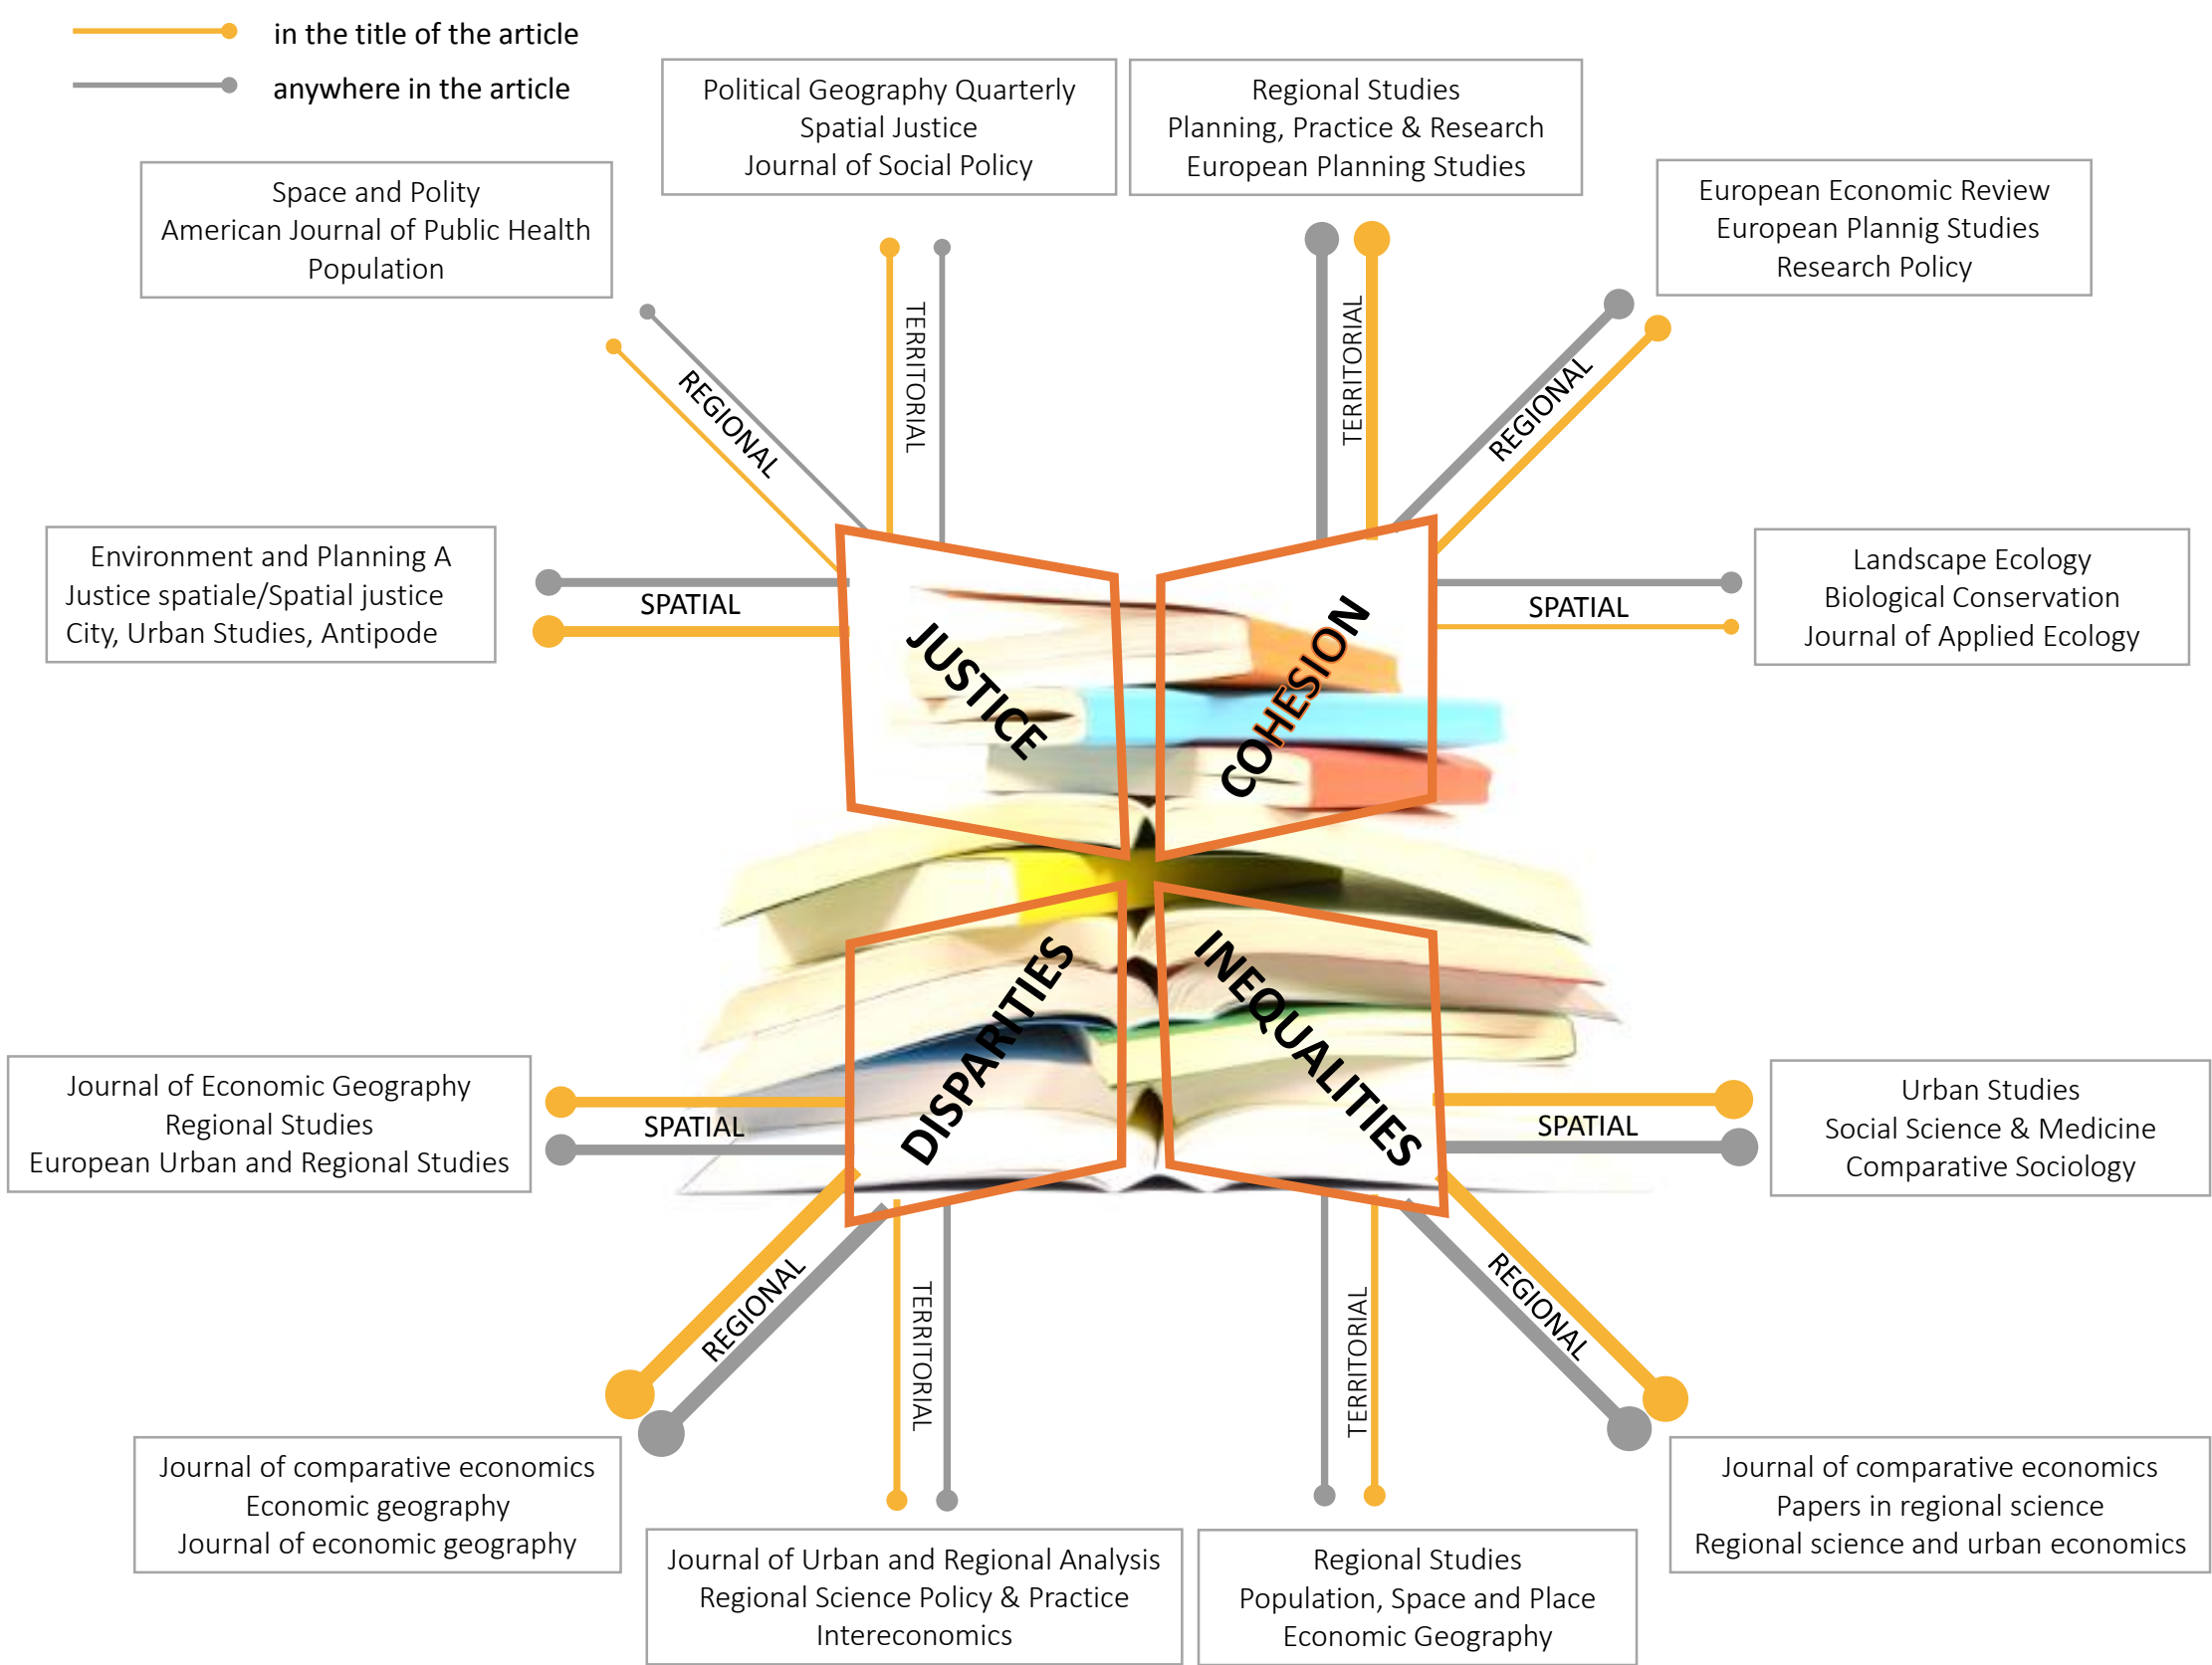 in the title of the article
anywhere in the article
Political Geography Quarterly
Spatial Justice
Journal of Social Policy
Regional Studies
Planning, Practice & Research
European Planning Studies
Space and Polity
American Journal of Public Health
Population
European Economic Review
European Plannig Studies
Research Policy
TERRITORIAL
TERRITORIAL
REGIONAL
REGIONAL
Environment and Planning A
Justice spatiale/Spatial justice
City, Urban Studies, Antipode
SPATIAL
SPATIAL
Landscape Ecology
Biological Conservation
Journal of Applied Ecology
JUSTICE
COHESION
DISPARITIES
INEQUALITIES
Journal of Economic Geography
Regional Studies
European Urban and Regional Studies
SPATIAL
SPATIAL
Urban Studies
Social Science & Medicine
Comparative Sociology
REGIONAL
TERRITORIAL
TERRITORIAL
REGIONAL
Journal of comparative economics
Economic geography
Journal of economic geography
Journal of Urban and Regional Analysis
Regional Science Policy & Practice
Intereconomics
Regional Studies
Population, Space and Place
Economic Geography
Journal of comparative economics
Papers in regional science
Regional science and urban economics